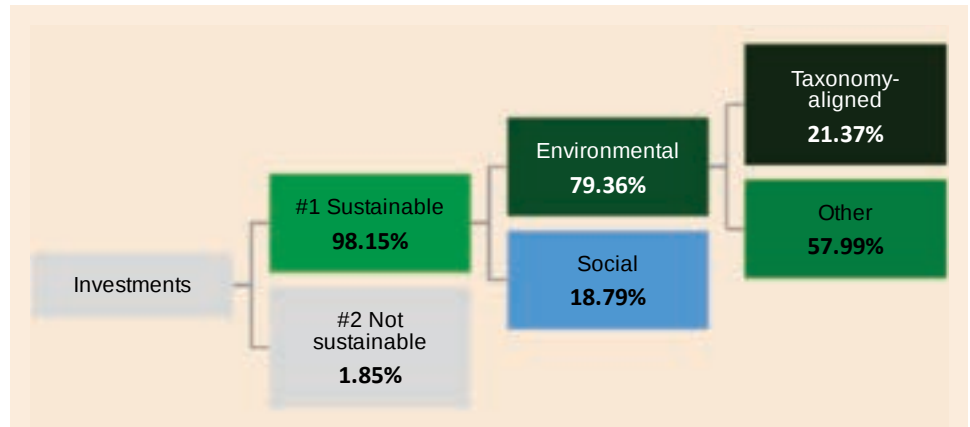 Investments
#1 Sustainable
98.15%
#2 Not
sustainable
1.85%
Environmental
79.36%
Social
18.79%
Taxonomy-
aligned
21.37%
Other
57.99%